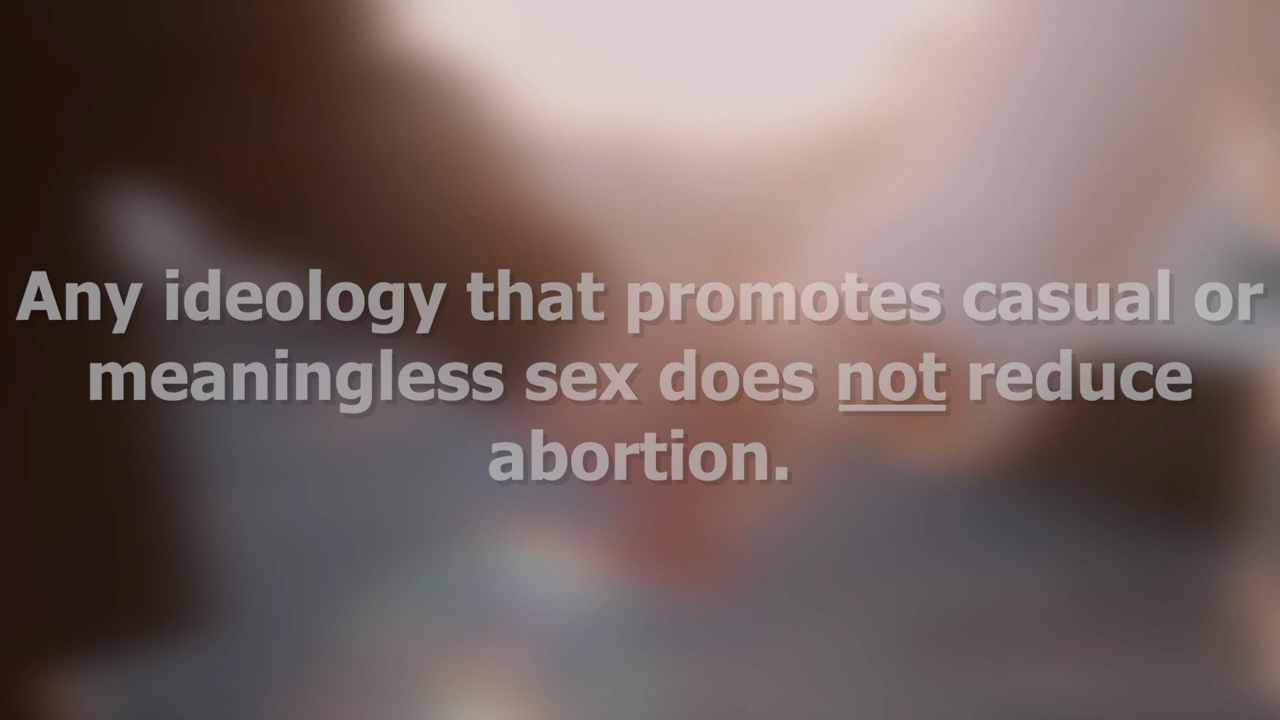 Any ideology that promotes casual or
meaningless sex does not reduce
abortion.